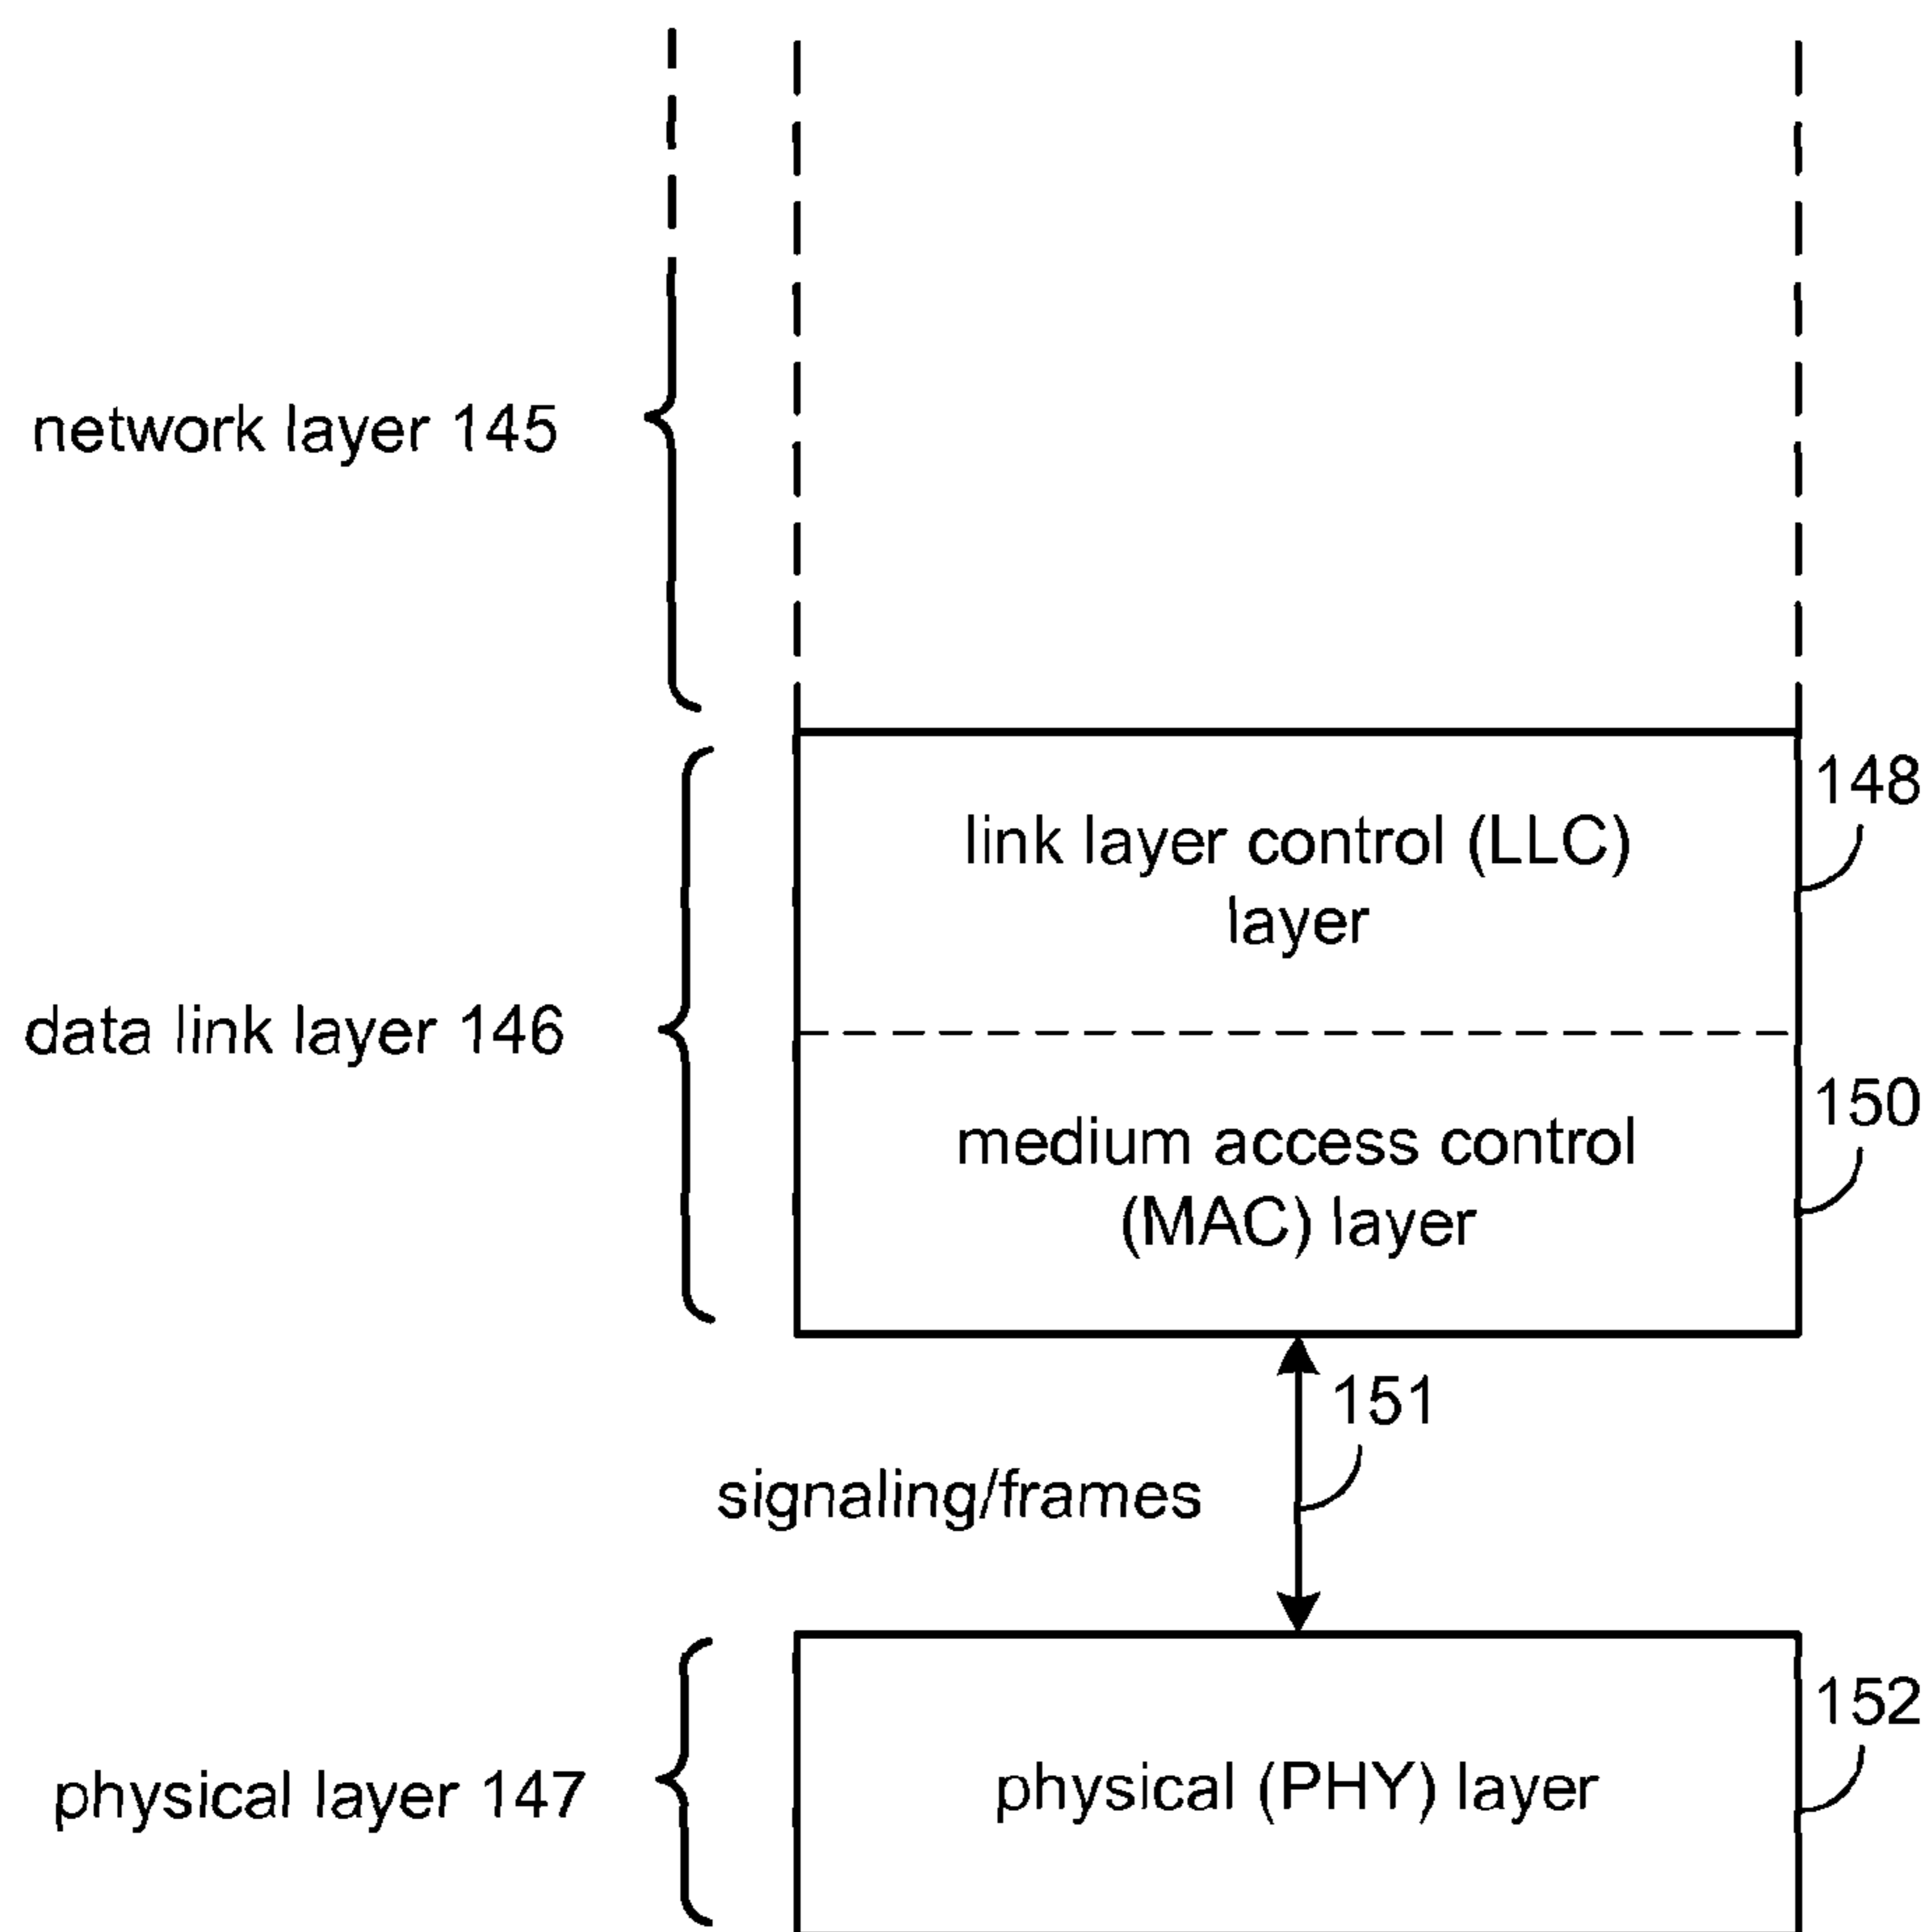 network layer 145
148
link layer control (LLC)
layer
data link layer 146
150
medium access control
(MAC) layer
151
signaling/frames
152
physical layer 147
physical (PHY) layer